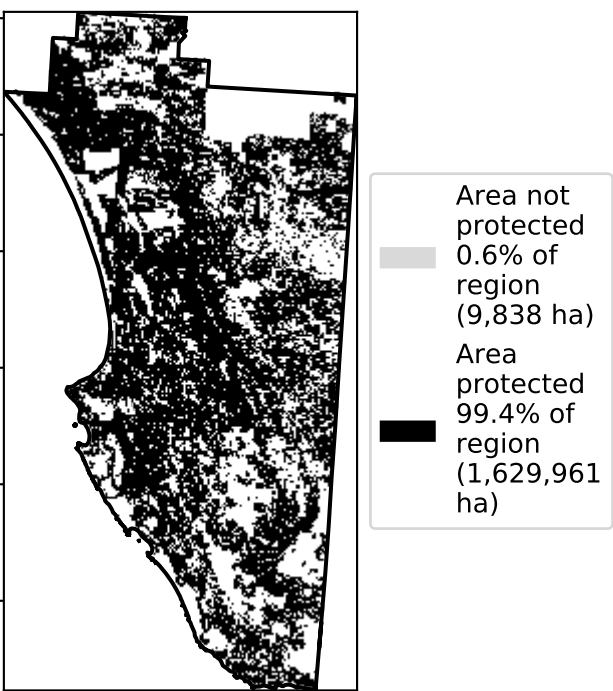 Area not
protected
0.6% of
region
(9,838 ha)
Area
protected
99.4% of
region
(1,629,961
ha)